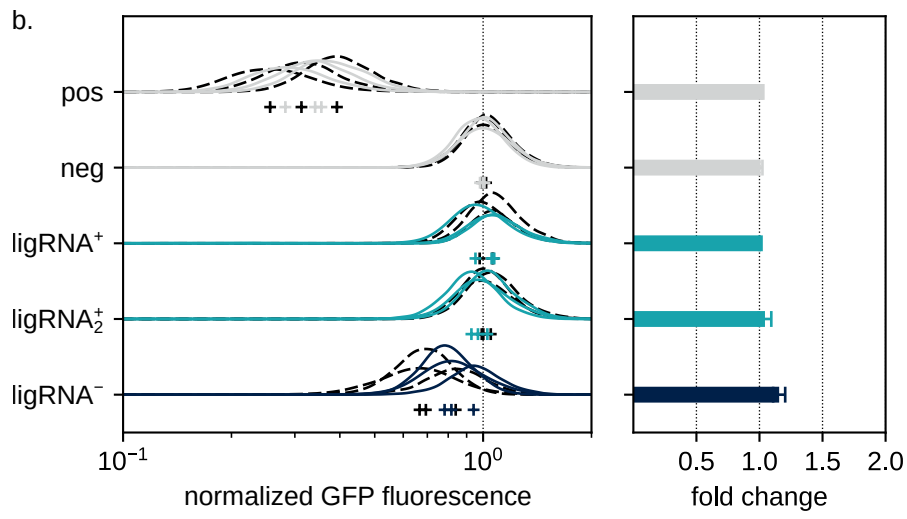 b.
pos
neg
ligRNA⁺
ligRNA₂⁺
ligRNA⁻
10⁻¹ 10⁰
normalized GFP fluorescence
0.5 1.0 1.5 2.0
fold change